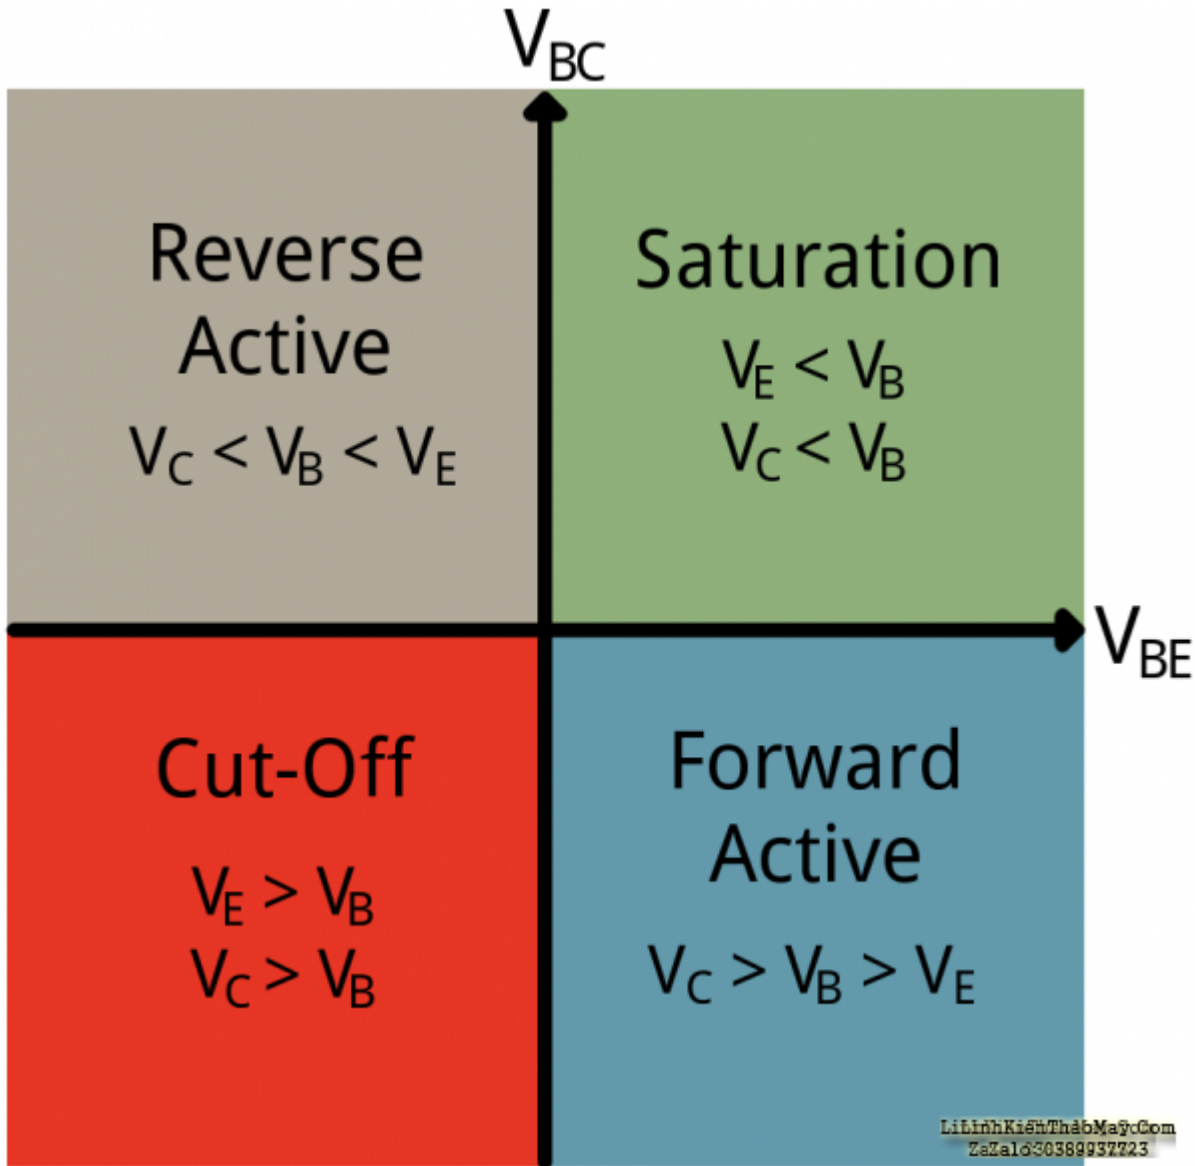 VBC
Reverse
Active
VC < VB < VE
Saturation
VE < VB
VC < VB
VBE
Cut-Off
VE > VB
VC > VB
Forward
Active
VC > VB > VE